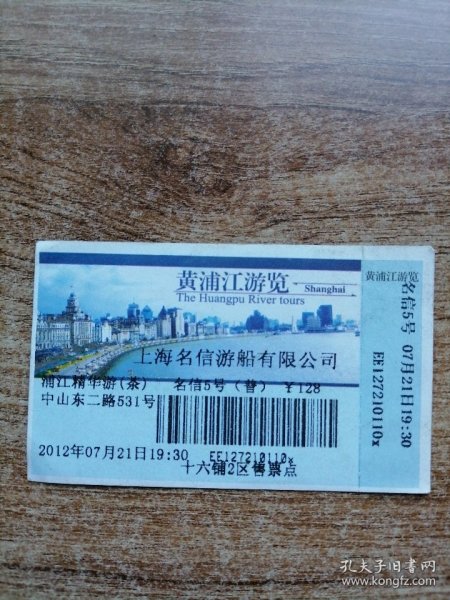 黄浦江游览
Shanghai
The Huangpu River tours
上海名信游船有限公司
浦江精华游(茶) 名信5号(普) ¥128
中山东二路531号
2012年07月21日19:30 EE127210110x
十六铺2区售票点
黄浦江游览
名信5号 07月21日19:30
EE127210110x
孔夫子旧书网
www.kongfz.com